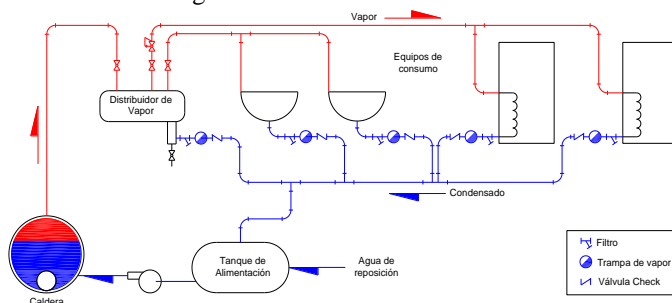 Vapor
Equipos de
consumo
Distribuidor de
Vapor
Condensado
Tanque de
Alimentación
Agua de
reposición
Caldera
Filtro
Trampa de vapor
Válvula Check